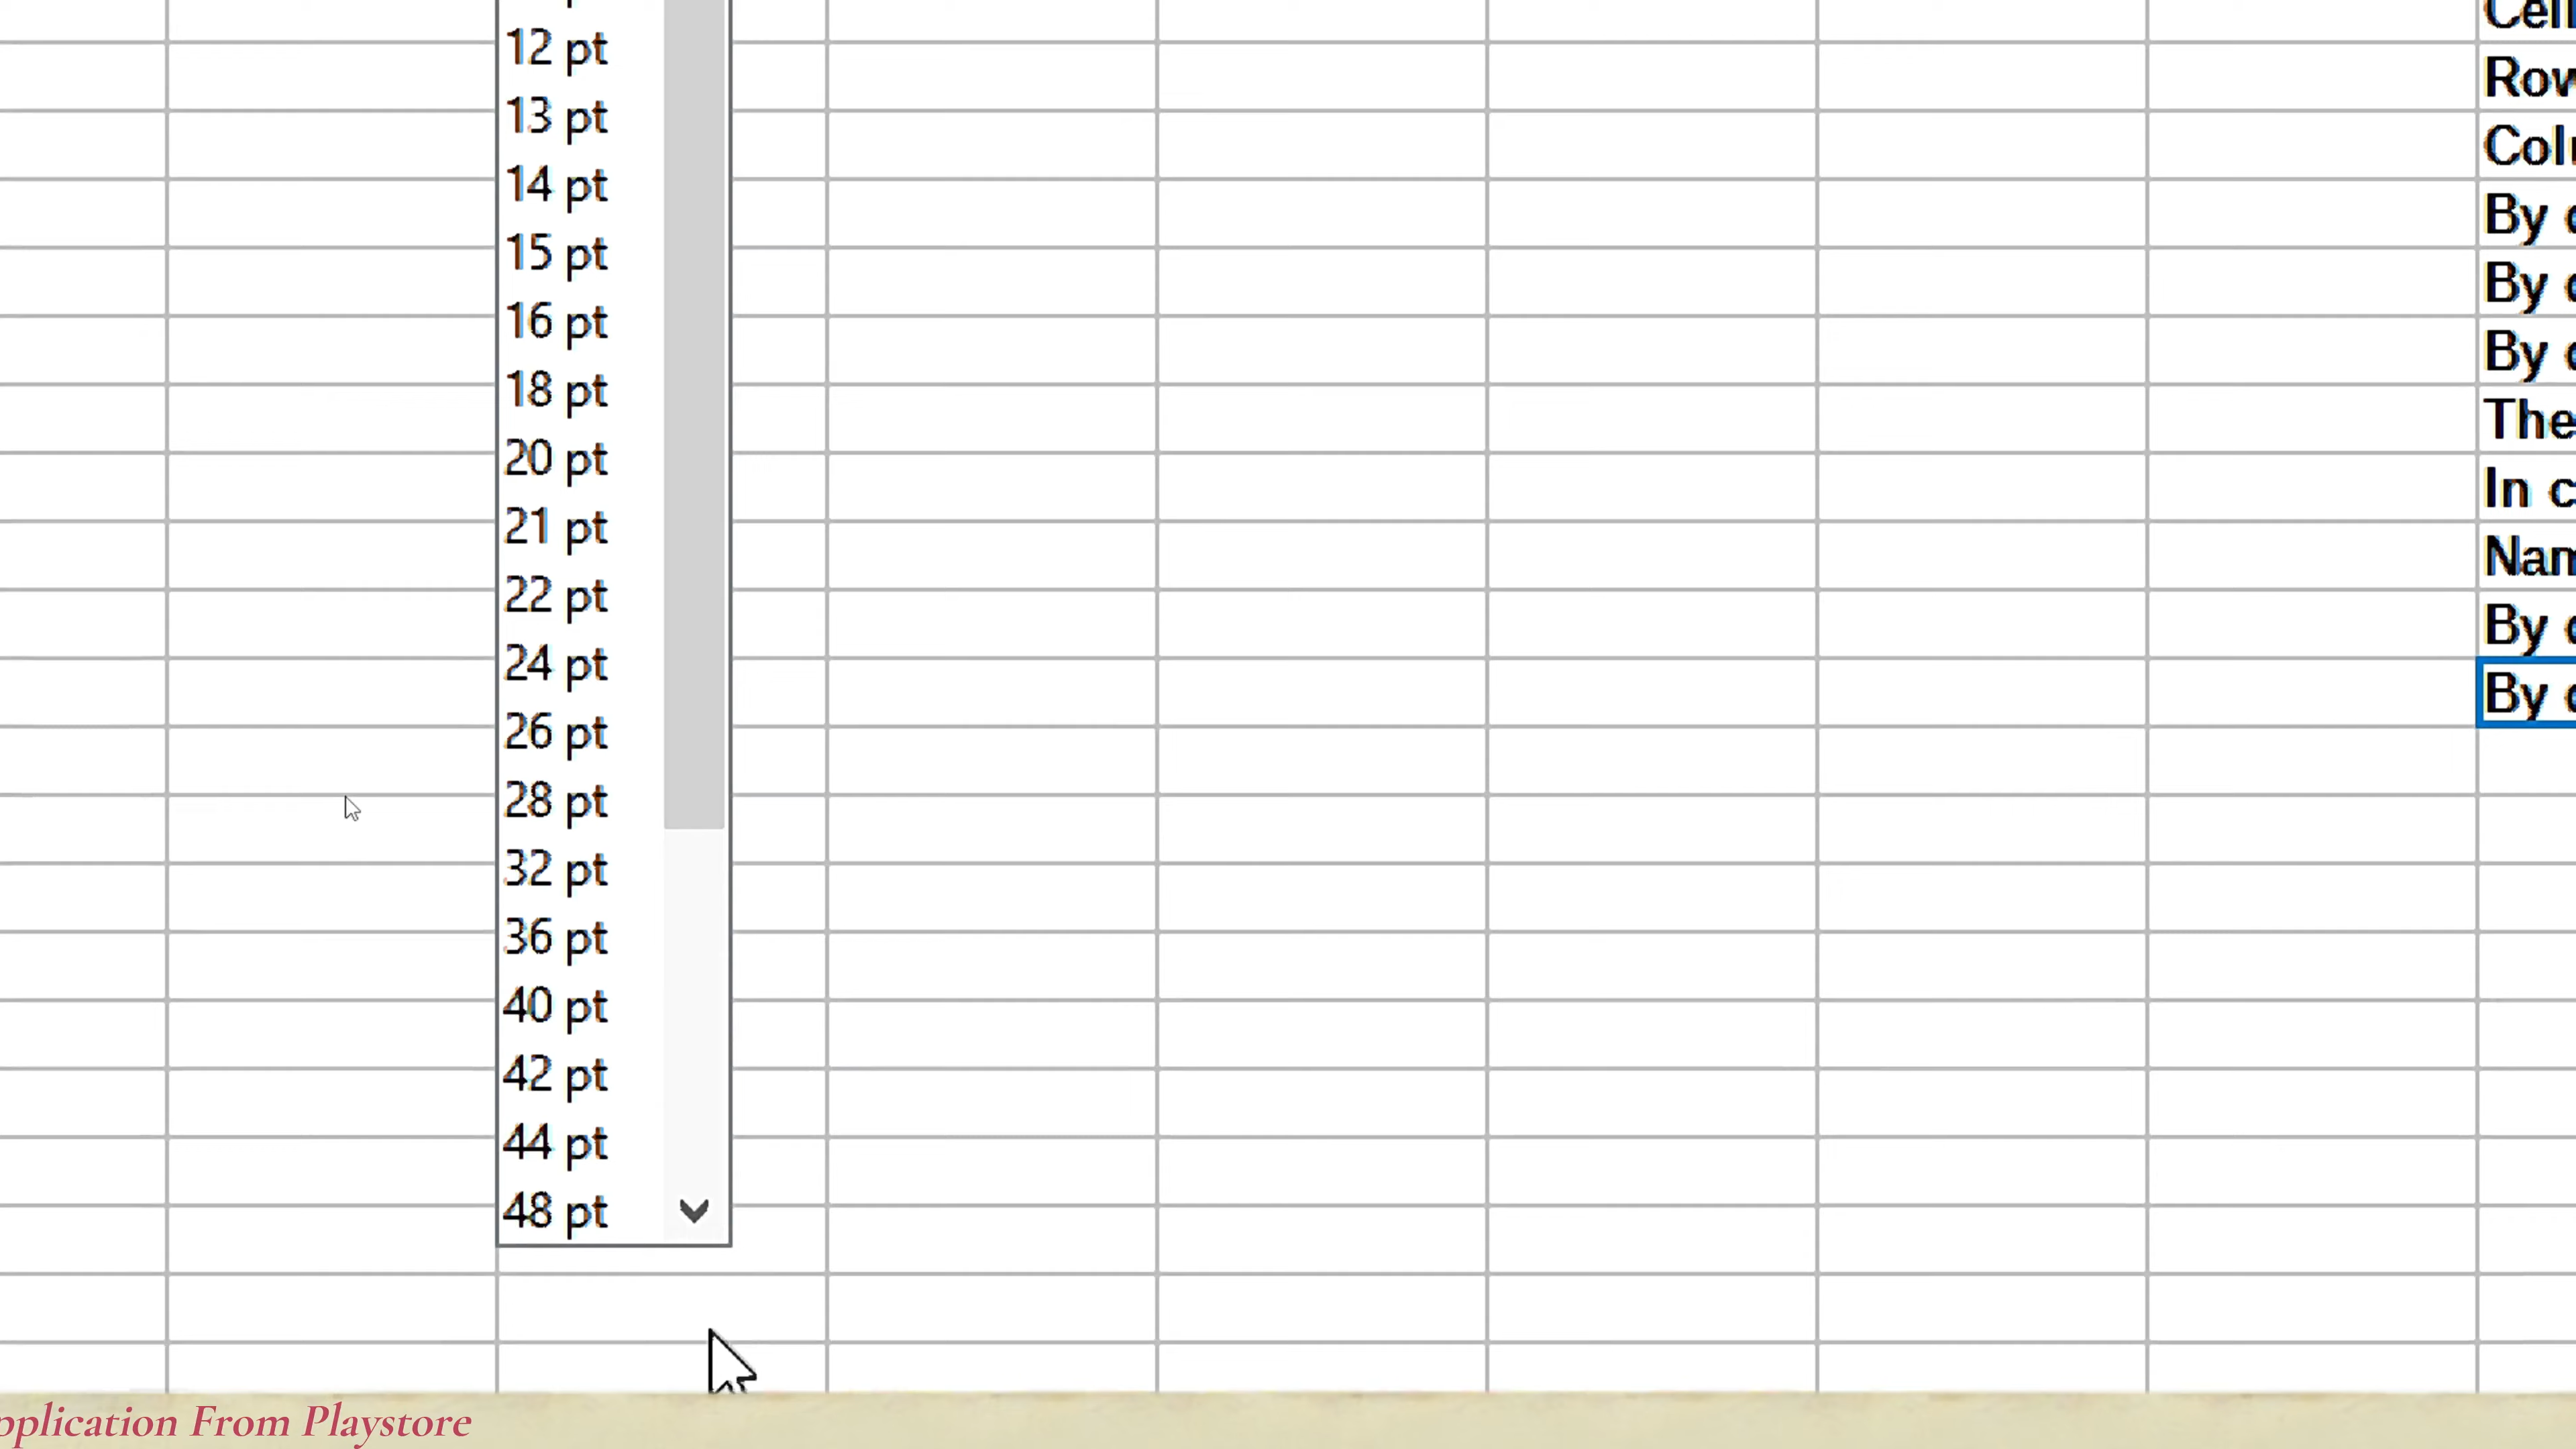 12 pt
13 pt
14 pt
15 pt
16 pt
18 pt
20 pt
21 pt
22 pt
24 pt
26 pt
28 pt
32 pt
36 pt
40 pt
42 pt
44 pt
48 pt
By
By
By
The
In
By
By
From Playstore